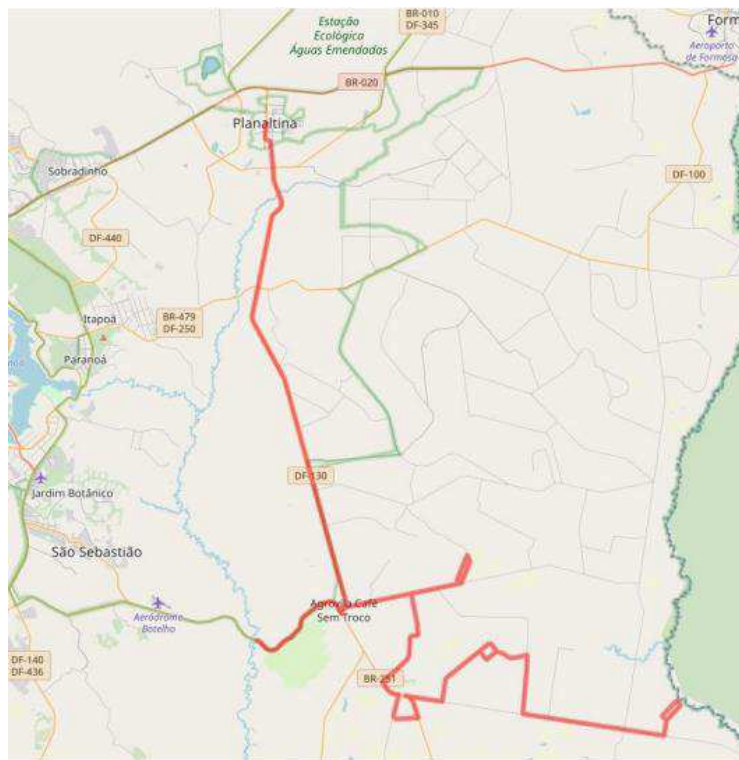 BR-010
DF-345
Estação
Ecológica
Águas Emendadas
Form
Aeroporto
de Formosa
BR-020
Planaltina
Sobradinho
DF-100
DF-440
BR-479
DF-250
Itapoã
Paranoá
DF-130
Jardim Botânico
São Sebastião
Aeródromo
Botelho
Café
Sem Troco
DF-140
DF-436
BR-251